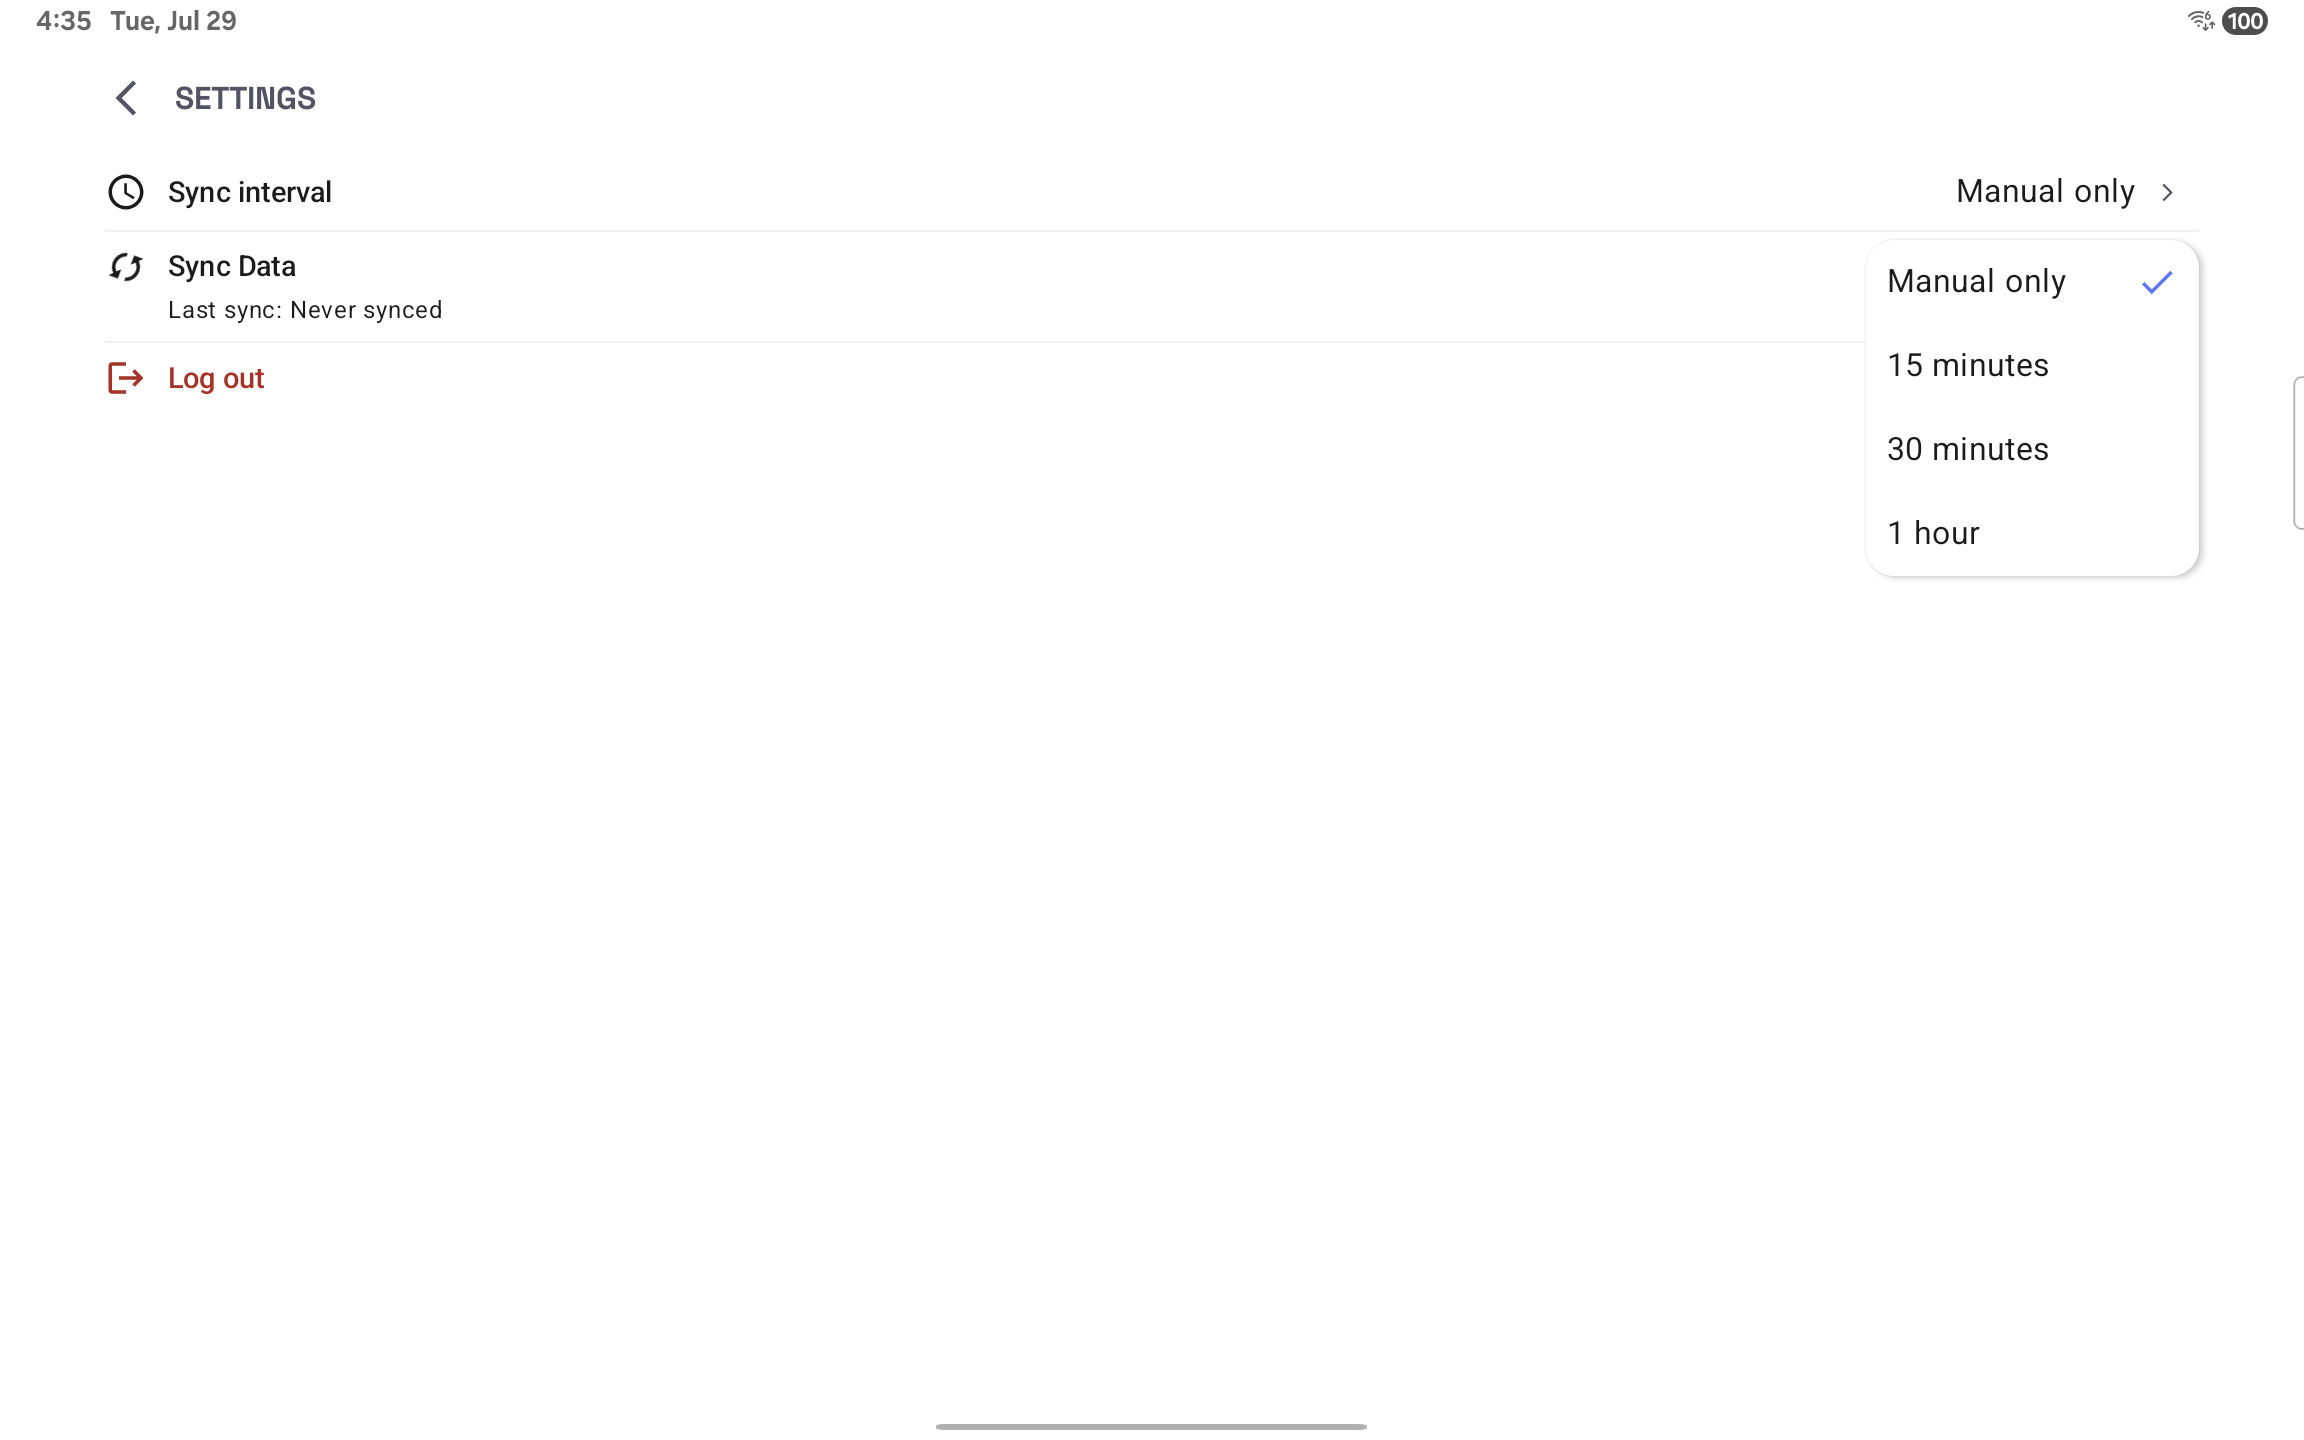 4:35 Tue, Jul 29
6
100
SETTINGS
Sync interval
Manual only
Sync Data
Last sync: Never synced
Log out
Manual only
15 minutes
30 minutes
1 hour